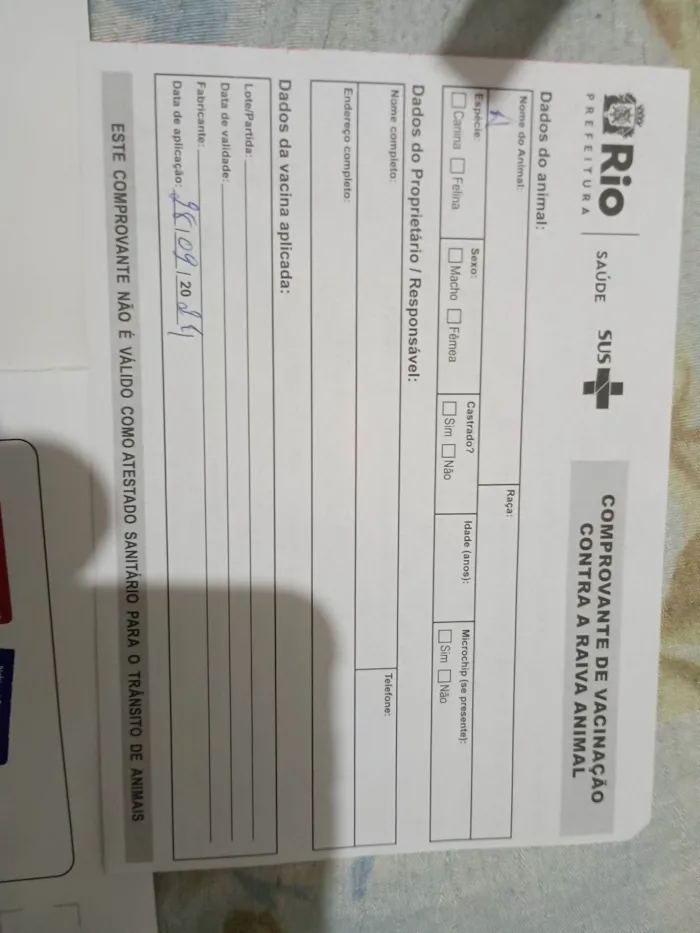 Rio
PREFEITURA
SAÚDE
SUS
COMPROVANTE DE VACINAÇÃO
CONTRA A RAIVA ANIMAL
Dados do animal:
Nome do Animal:
Raça:
Espécie:
Canina Felina
Sexo:
Macho Fêmea
Castrado?
Sim Não
Idade (anos):
Microchip (se presente):
Sim Não
Dados do Proprietário / Responsável:
Nome completo:
Telefone:
Endereço completo:
Dados da vacina aplicada:
Lote/Partida:
Data de validade:
Fabricante:
Data de aplicação: 28/09/2024
ESTE COMPROVANTE NÃO É VÁLIDO COMO ATESTADO SANITÁRIO PARA O TRÂNSITO DE ANIMAIS